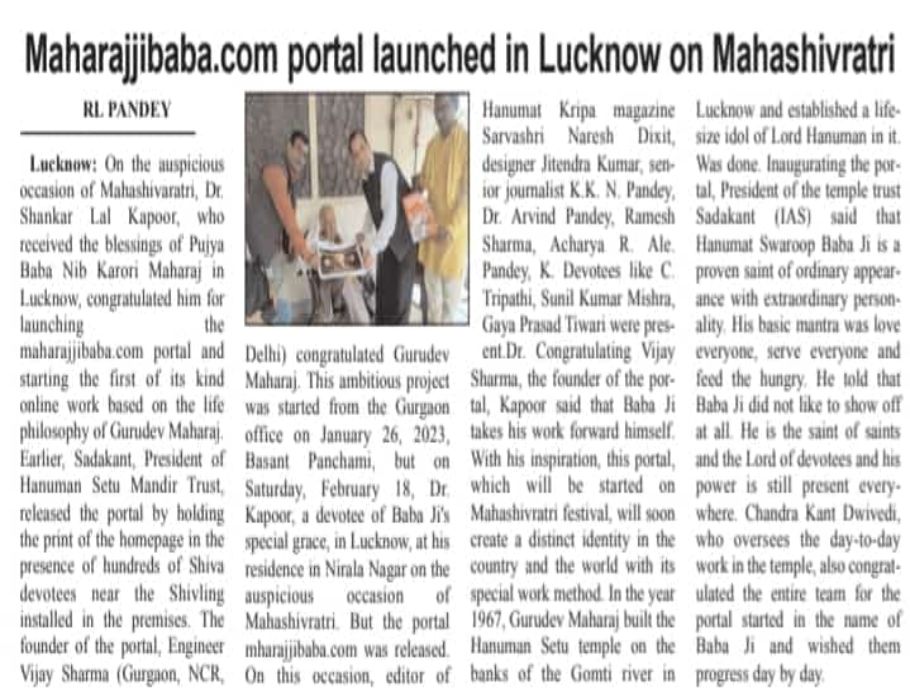 Maharajjibaba.com portal launched in Lucknow on Mahashivratri
RL PANDEY
Lucknow: On the auspicious
occasion of Mahashivaratri, Dr.
Shankar Lal Kapoor, who
received the blessings of Pujya
Baba Nib Karori Maharaj in
Lucknow, congratulated him for
launching the
maharajjibaba.com portal and
starting the first of its kind
online work based on the life
philosophy of Gurudev Maharaj.
Earlier, Sadakant, President of
Hanuman Setu Mandir Trust,
released the portal by holding
the print of the homepage in the
presence of hundreds of Shiva
devotees near the Shivling
installed in the premises. The
founder of the portal, Engineer
Vijay Sharma (Gurgaon, NCR,
Delhi) congratulated Gurudev
Maharaj. This ambitious project
was started from the Gurgaon
office on January 26, 2023,
Basant Panchami, but on
Saturday, February 18, Dr.
Kapoor, a devotee of Baba Ji's
special grace, in Lucknow, at his
residence in Nirala Nagar on the
auspicious occasion of
Mahashivratri. But the portal
mharajjibaba.com was released.
On this occasion, editor of
Hanumat Kripa magazine
Sarvashri Naresh Dixit,
designer Jitendra Kumar, sen-
ior journalist K.K. N. Pandey,
Dr. Arvind Pandey, Ramesh
Sharma, Acharya R. Ale.
Pandey, K. Devotees like C.
Tripathi, Sunil Kumar Mishra,
Gaya Prasad Tiwari were pres-
ent.Dr. Congratulating Vijay
Sharma, the founder of the por-
tal, Kapoor said that Baba Ji
takes his work forward himself.
With his inspiration, this portal,
which will be started on
Mahashivratri festival, will soon
create a distinct identity in the
country and the world with its
special work method. In the year
1967, Gurudev Maharaj built the
Hanuman Setu temple on the
banks of the Gomti river in
Lucknow and established a life-
size idol of Lord Hanuman in it.
Was done. Inaugurating the por-
tal, President of the temple trust
Sadakant (IAS) said that
Hanumat Swaroop Baba Ji is a
proven saint of ordinary appear-
ance with extraordinary person-
ality. His basic mantra was love
everyone, serve everyone and
feed the hungry. He told that
Baba Ji did not like to show off
at all. He is the saint of saints
and the Lord of devotees and his
power is still present every-
where. Chandra Kant Dwivedi,
who oversees the day-to-day
work in the temple, also congrat-
ulated the entire team for the
portal started in the name of
Baba Ji and wished them
progress day by day.